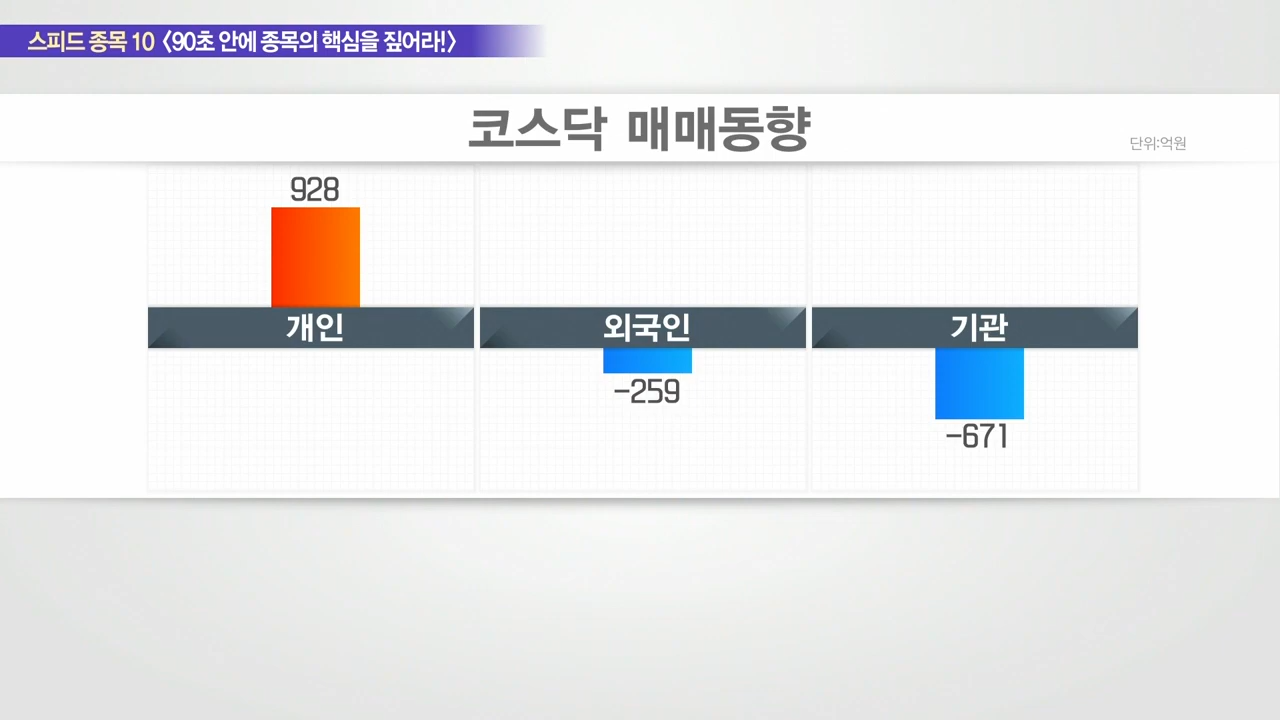 스피드 종목 10 〈90초 안에 종목의 핵심을 짚어라!〉
코스닥 매매동향
단위:억원
928
개인
외국인
기관
-259
-671